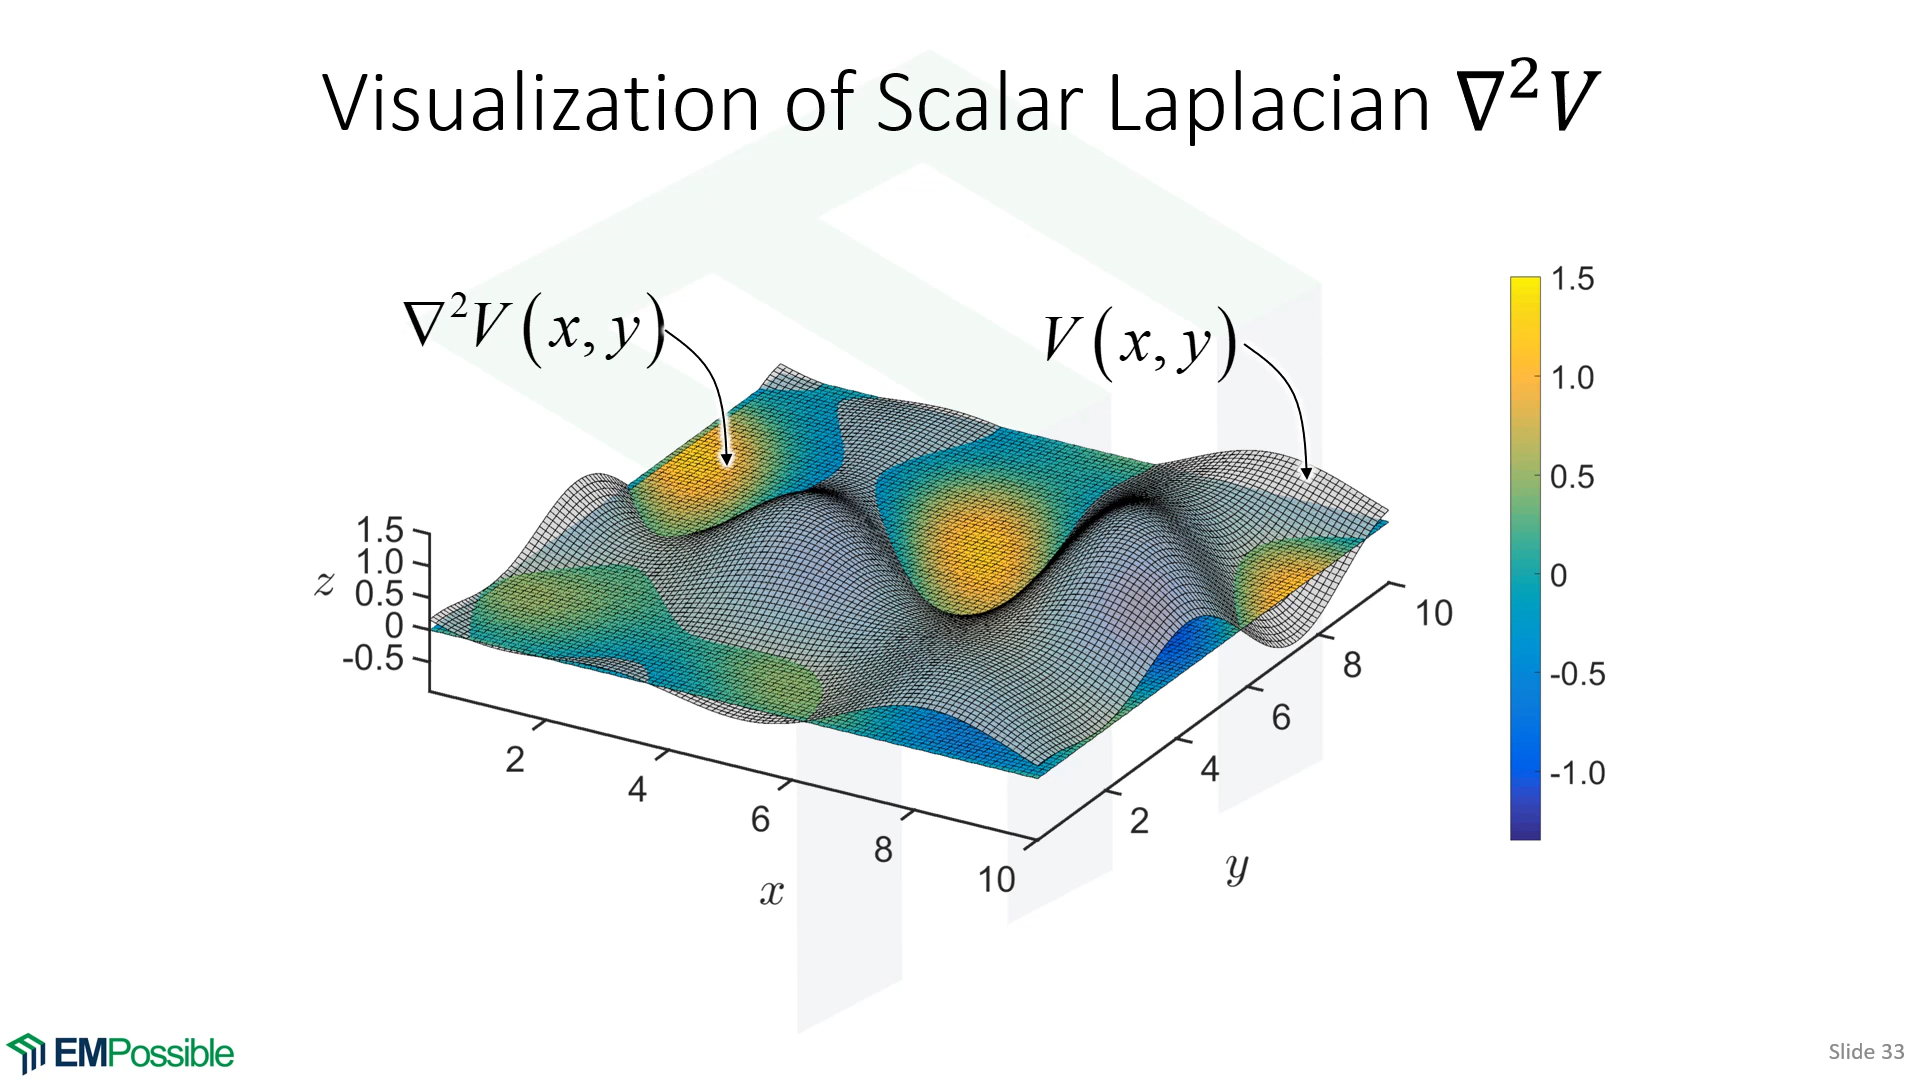 Visualization of Scalar Laplacian ∇²V
∇²V(x, y)
V(x, y)
1.5
1.0
0.5
0
-0.5
-1.0
z
1.5
1.0
0.5
0
-0.5
2
4
6
8
10
x
2
4
6
8
10
y
EMPossible
Slide 33